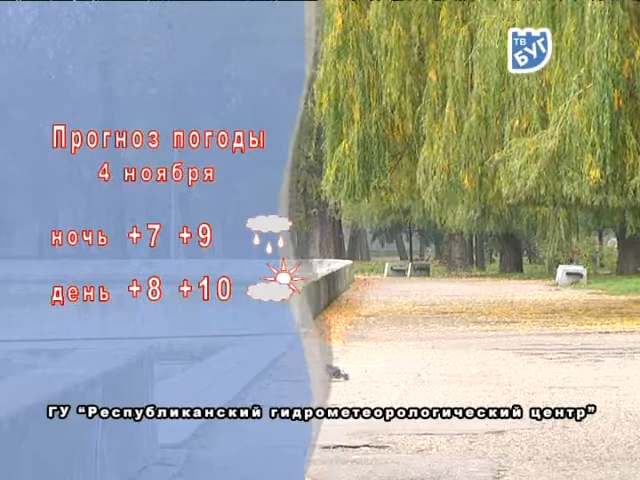 ТВ
БУГ
Прогноз погоды
4 ноября
ночь +7 +9
день +8 +10
ГУ "Республиканский гидрометеорологический центр"